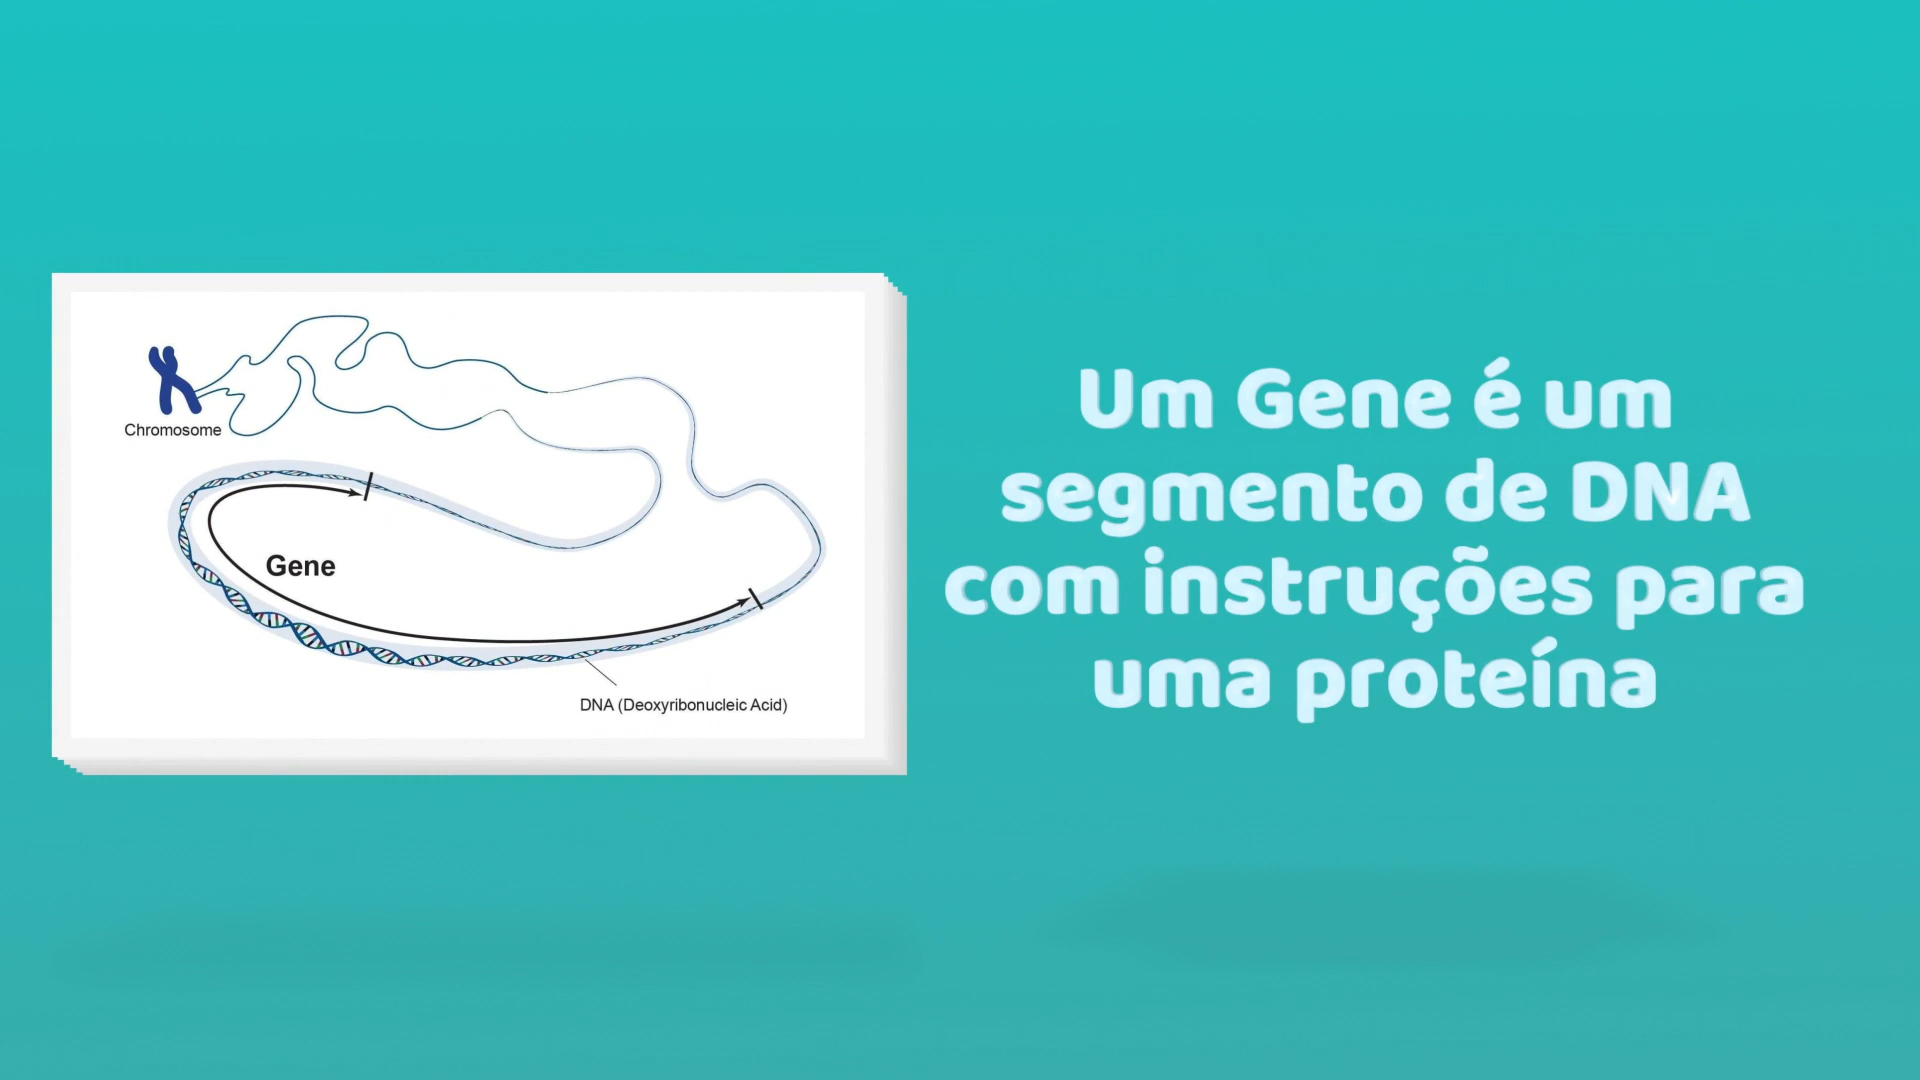 Chromosome
Gene
DNA (Deoxyribonucleic Acid)
Um Gene é um
segmento de DNA
com instruções para
uma proteína